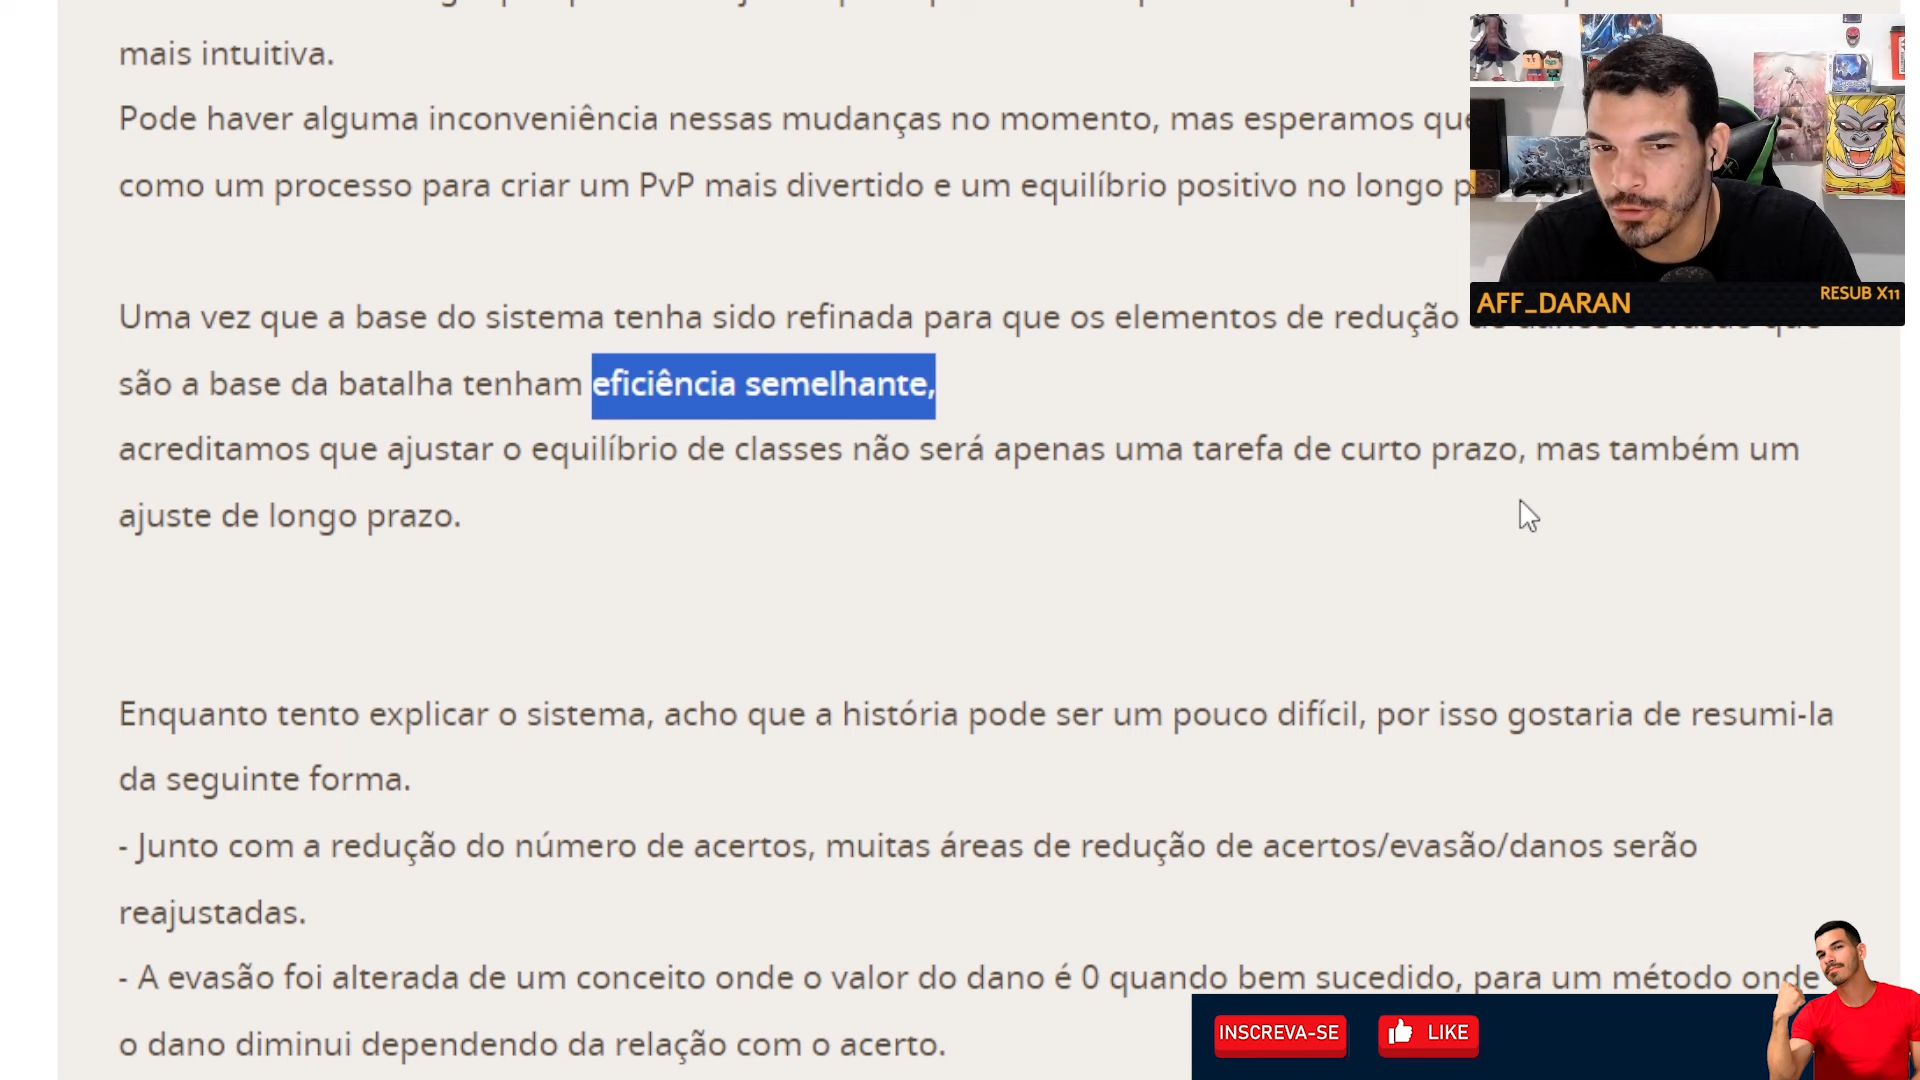 mais intuitiva.
Pode haver alguma inconveniência nessas mudanças no momento, mas esperamos que
como um processo para criar um PvP mais divertido e um equilíbrio positivo no longo p
AFF_DARAN
RESUB X11
Uma vez que a base do sistema tenha sido refinada para que os elementos de redução
são a base da batalha tenham eficiência semelhante,
acreditamos que ajustar o equilíbrio de classes não será apenas uma tarefa de curto prazo, mas também um
ajuste de longo prazo.
Enquanto tento explicar o sistema, acho que a história pode ser um pouco difícil, por isso gostaria de resumi-la
da seguinte forma.
- Junto com a redução do número de acertos, muitas áreas de redução de acertos/evasão/danos serão
reajustadas.
- A evasão foi alterada de um conceito onde o valor do dano é 0 quando bem sucedido, para um método onde
o dano diminui dependendo da relação com o acerto.
INSCREVA-SE
LIKE